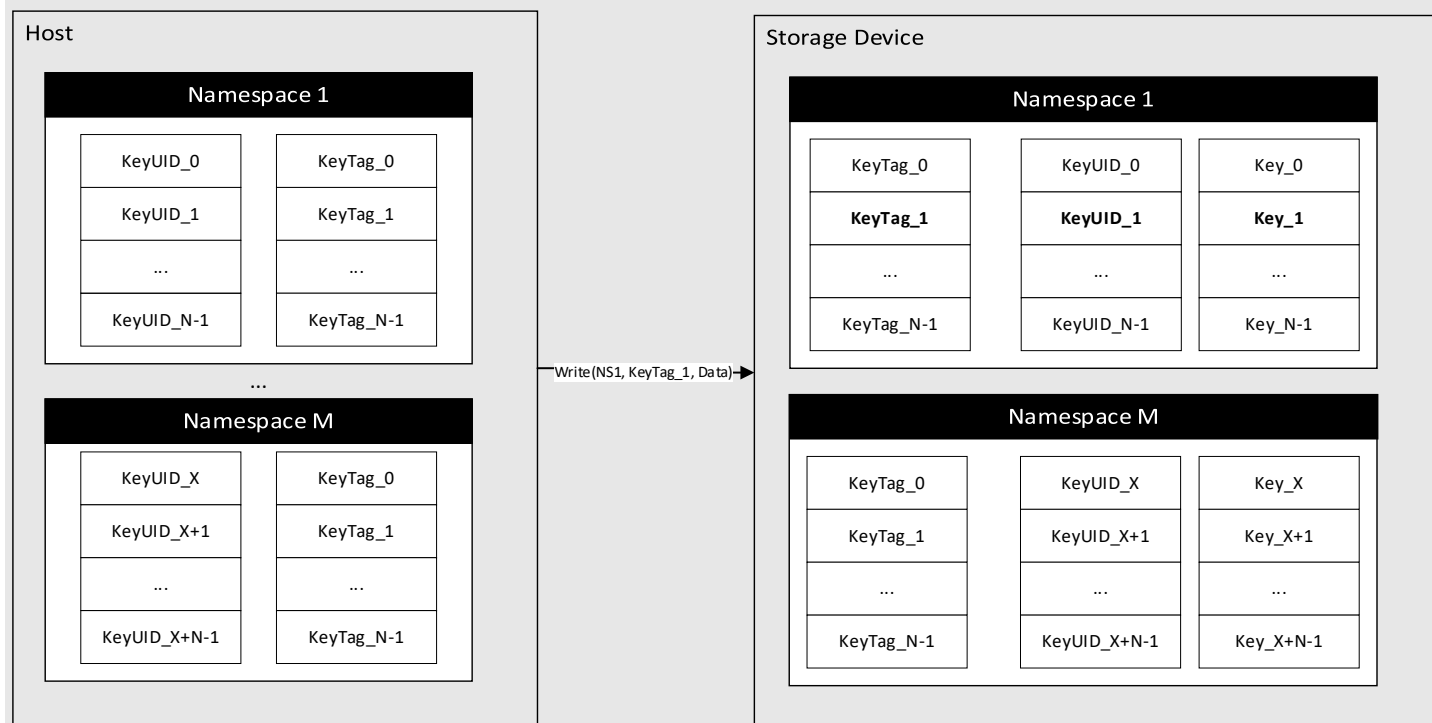 Host
Namespace 1
KeyUID_0 KeyTag_0
KeyUID_1 KeyTag_1
... ...
KeyUID_N-1 KeyTag_N-1
...
Namespace M
KeyUID_X KeyTag_0
KeyUID_X+1 KeyTag_1
... ...
KeyUID_X+N-1 KeyTag_N-1
Write(NS1, KeyTag_1, Data)
Storage Device
Namespace 1
KeyTag_0 KeyUID_0 Key_0
KeyTag_1 KeyUID_1 Key_1
... ... ...
KeyTag_N-1 KeyUID_N-1 Key_N-1
Namespace M
KeyTag_0 KeyUID_X Key_X
KeyTag_1 KeyUID_X+1 Key_X+1
... ... ...
KeyTag_N-1 KeyUID_X+N-1 Key_X+N-1